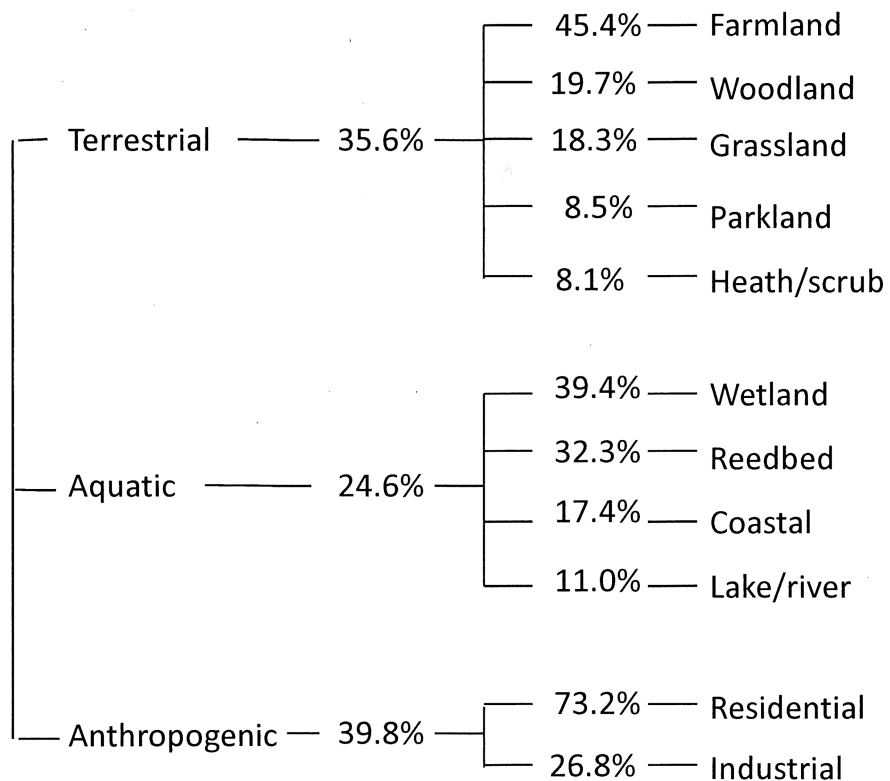 45.4% Farmland
19.7% Woodland
Terrestrial 35.6% 18.3% Grassland
8.5% Parkland
8.1% Heath/scrub
39.4% Wetland
32.3% Reedbed
Aquatic 24.6%
17.4% Coastal
11.0% Lake/river
73.2% Residential
Anthropogenic 39.8%
26.8% Industrial